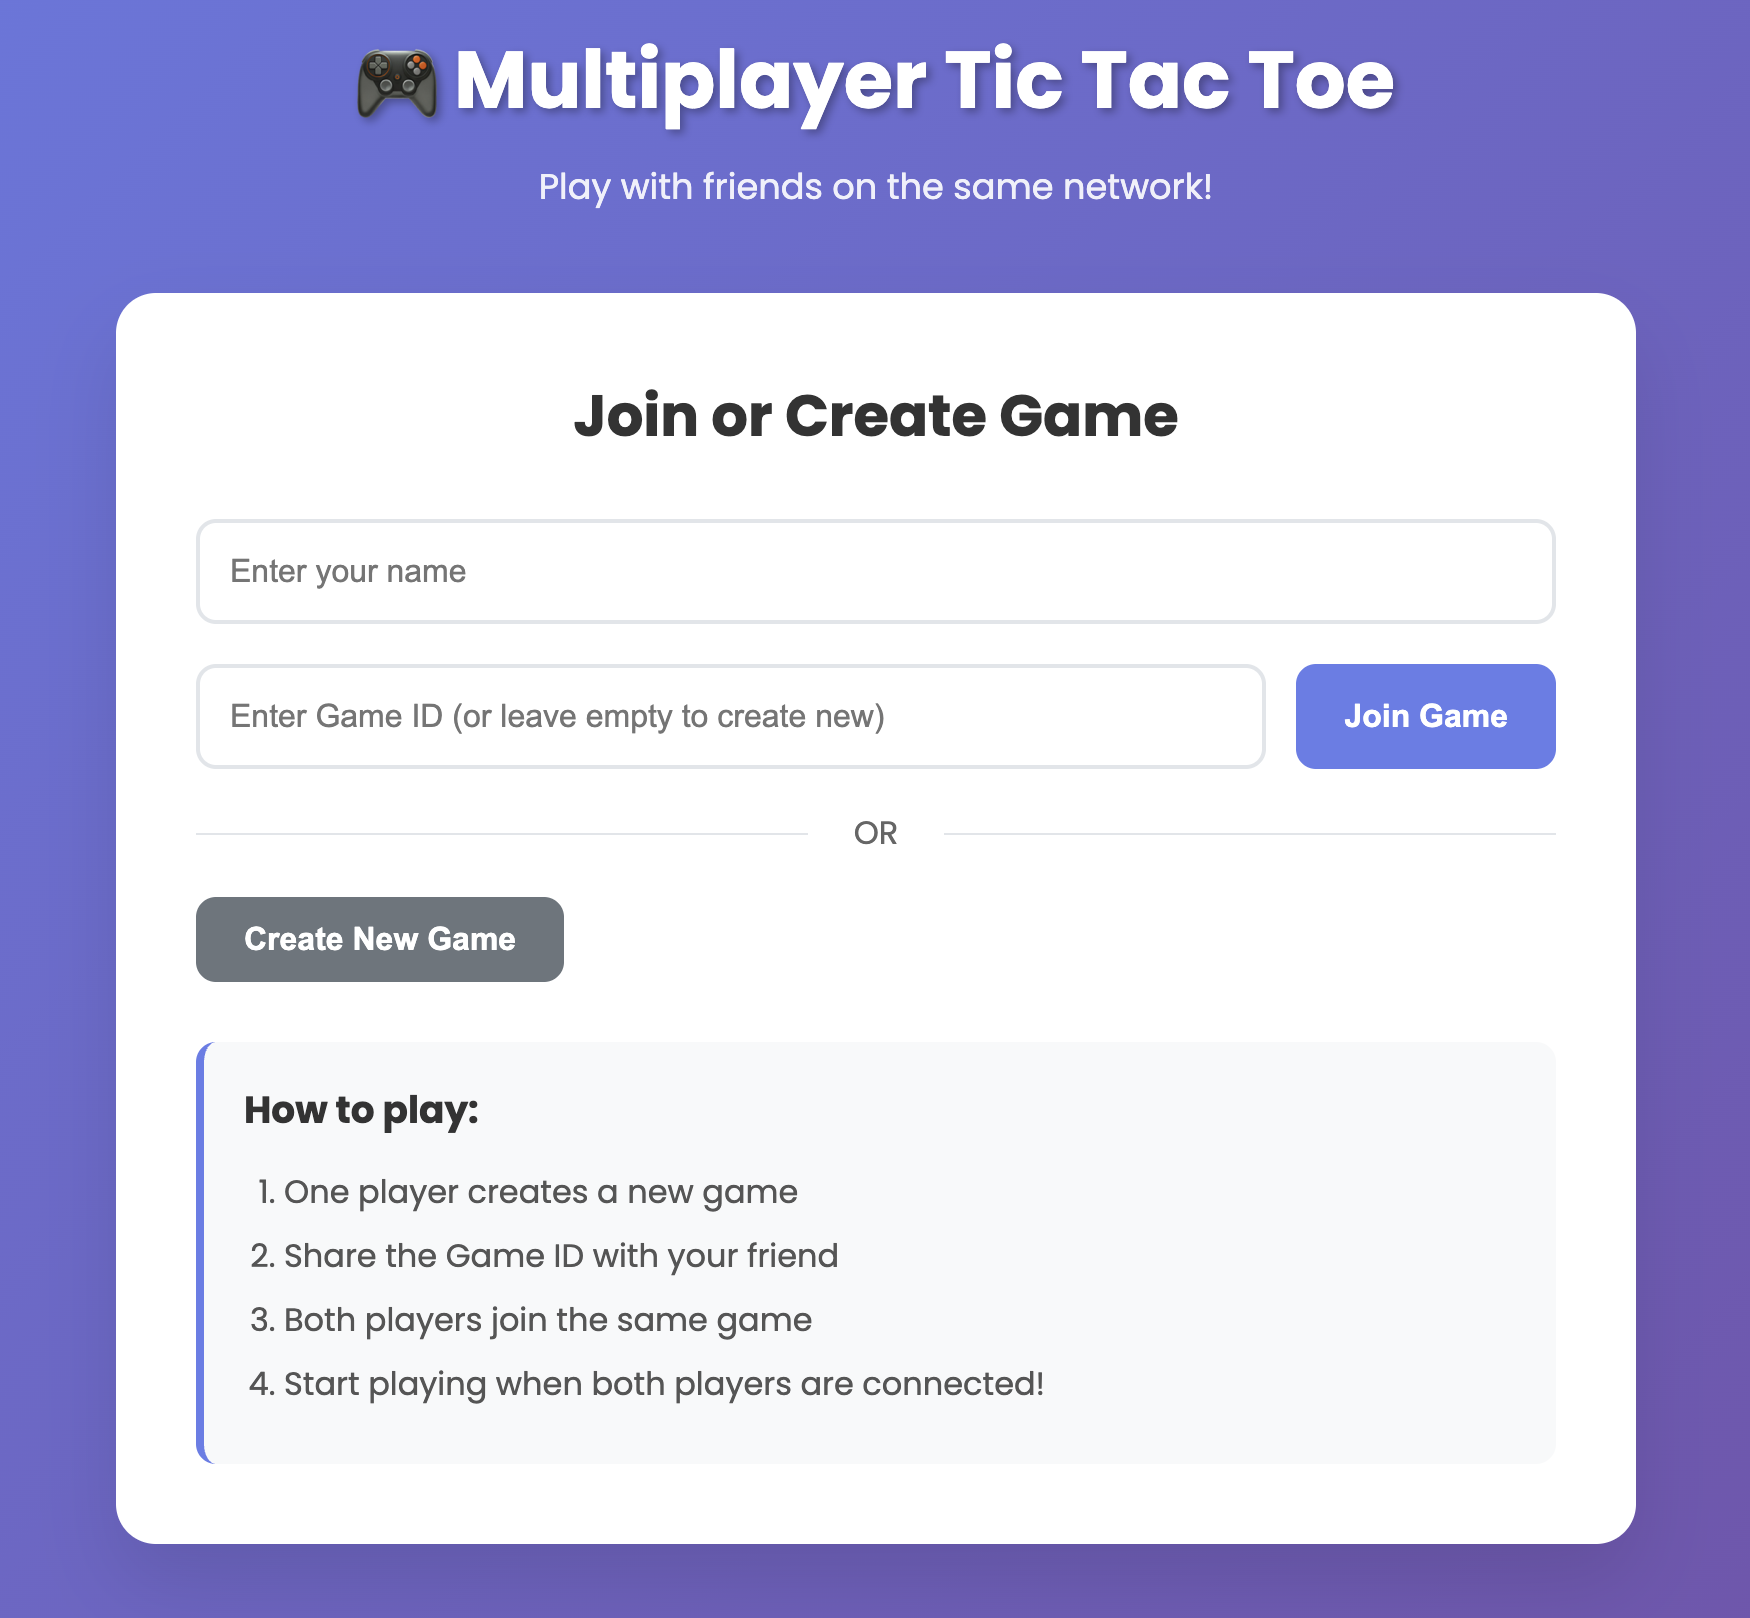 Multiplayer Tic Tac Toe
Play with friends on the same network!
Join or Create Game
Enter your name
Enter Game ID (or leave empty to create new)
Join Game
OR
Create New Game
How to play:
1. One player creates a new game
2. Share the Game ID with your friend
3. Both players join the same game
4. Start playing when both players are connected!